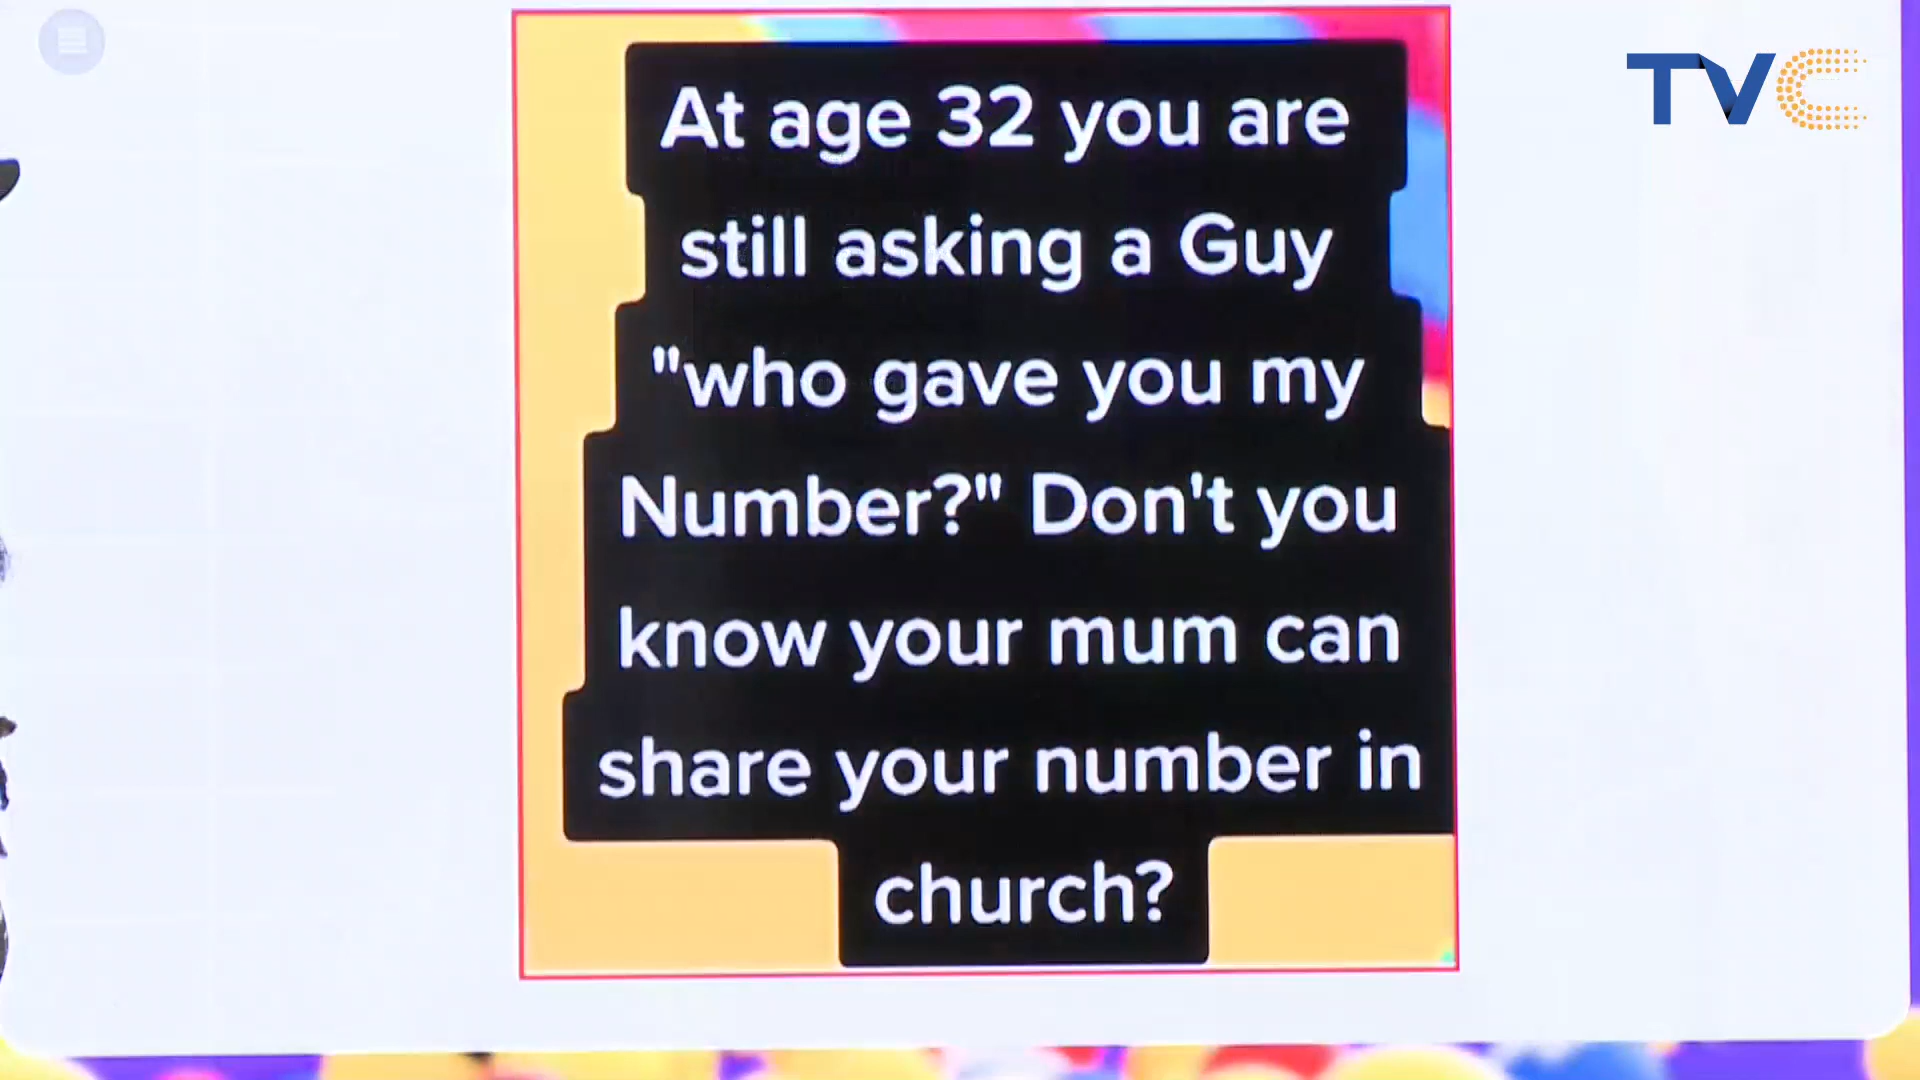 TVC
At age 32 you are
still asking a Guy
"who gave you my
Number?" Don't you
know your mum can
share your number in
church?